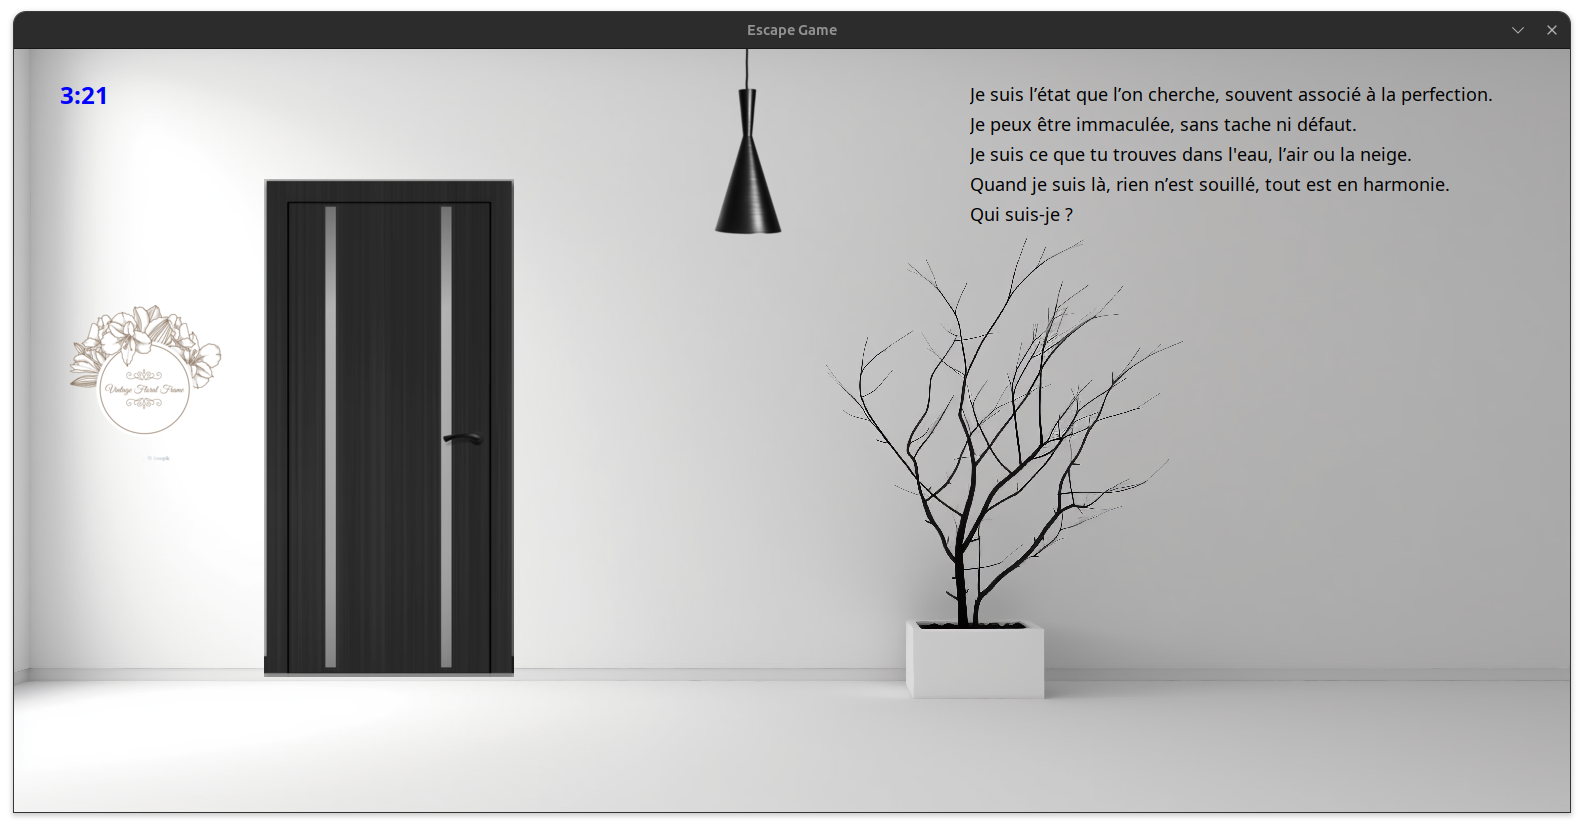 Escape Game
3:21
Je suis l’état que l’on cherche, souvent associé à la perfection.
Je peux être immaculée, sans tache ni défaut.
Je suis ce que tu trouves dans l'eau, l’air ou la neige.
Quand je suis là, rien n’est souillé, tout est en harmonie.
Qui suis-je ?
Vintage Floral Frame